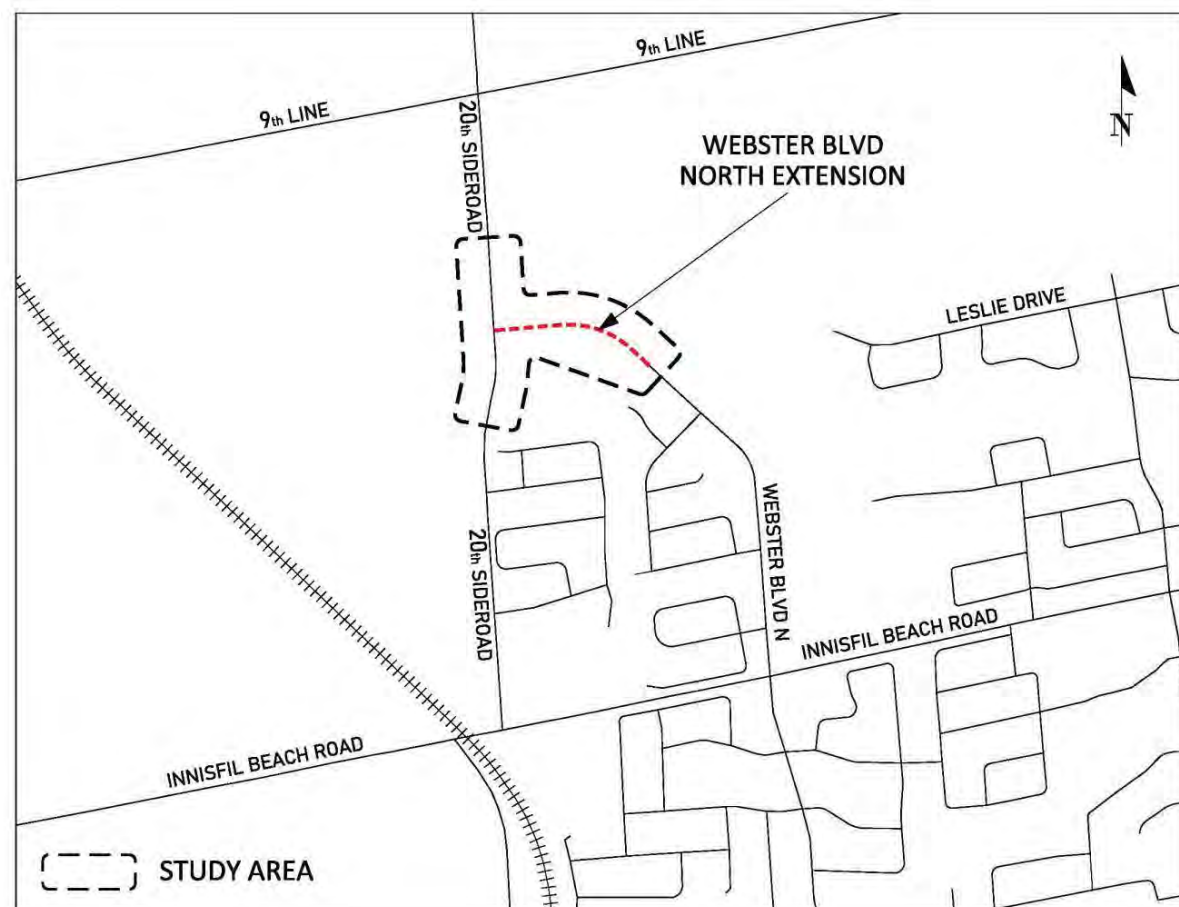 9th LINE
9th LINE
20th SIDEROAD
N
WEBSTER BLVD
NORTH EXTENSION
LESLIE DRIVE
20th SIDEROAD
WEBSTER BLVD N
INNISFIL BEACH ROAD
INNISFIL BEACH ROAD
STUDY AREA